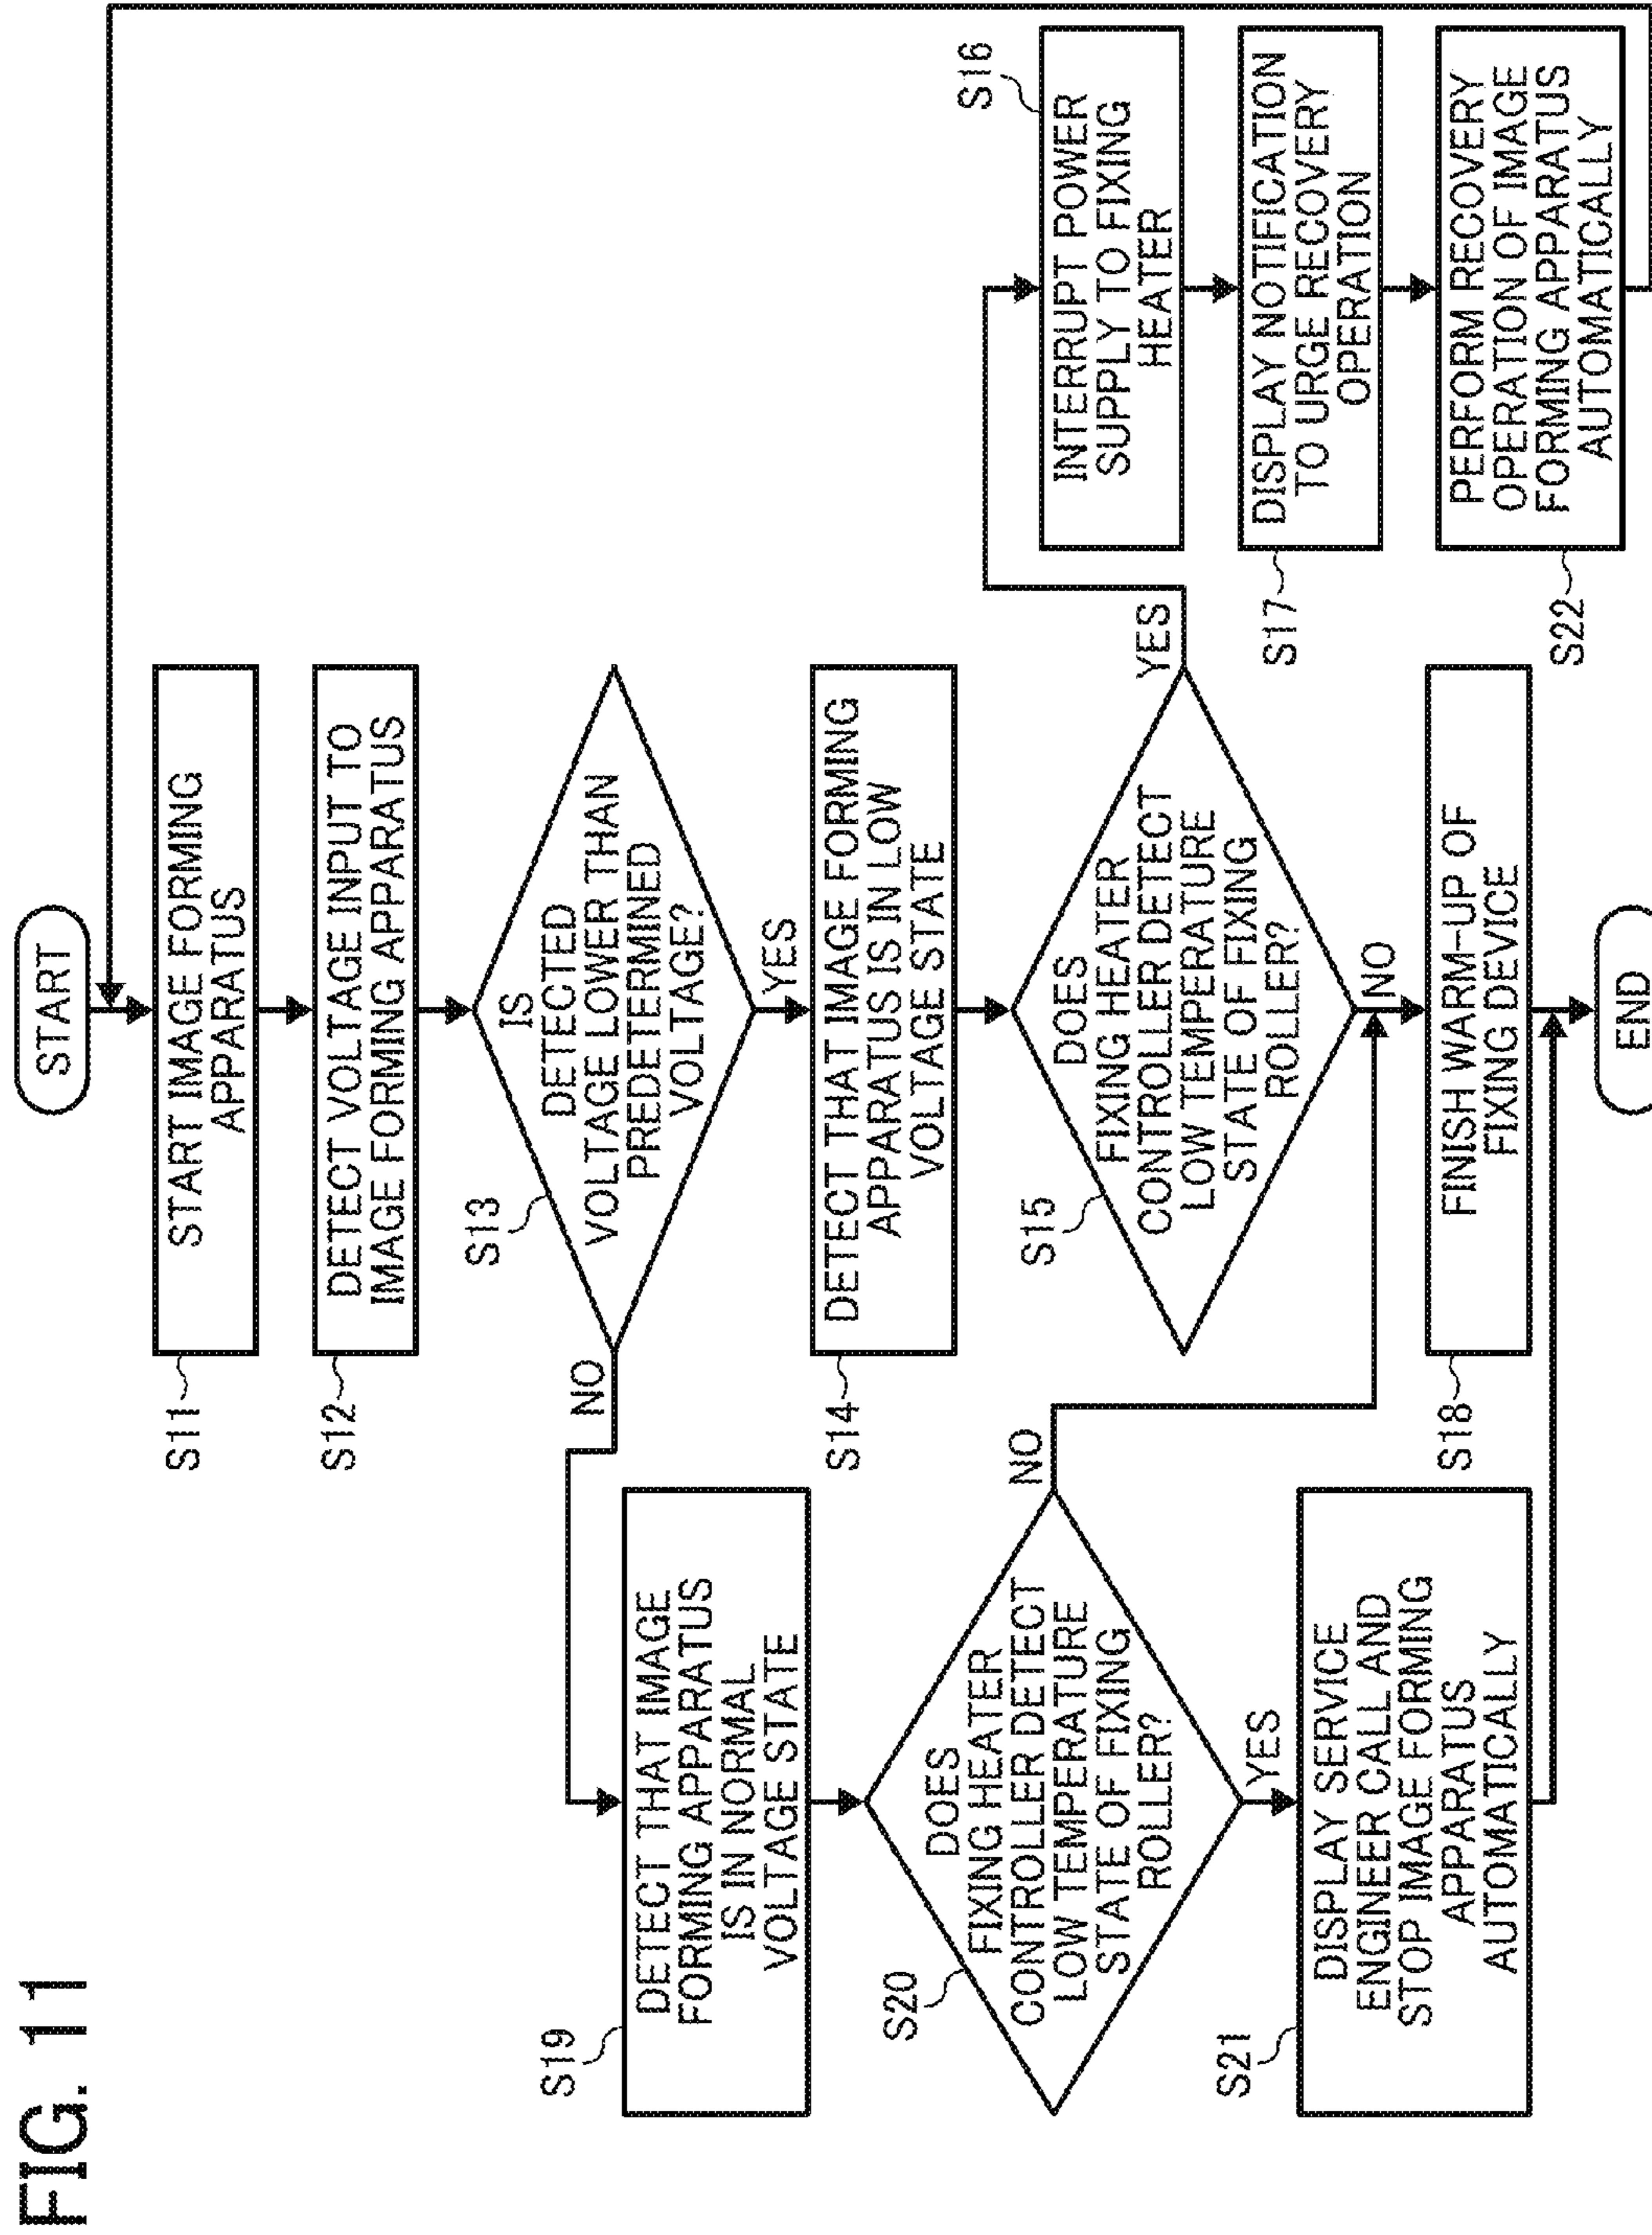 FIG. 11
START
S11
START IMAGE FORMING
APPARATUS
S12
DETECT VOLTAGE INPUT TO
IMAGE FORMING APPARATUS
S13
IS
DETECTED
VOLTAGE LOWER THAN
PREDETERMINED
VOLTAGE?
NO
YES
S19
DETECT THAT IMAGE
FORMING APPARATUS
IS IN NORMAL
VOLTAGE STATE
S14
DETECT THAT IMAGE FORMING
APPARATUS IS IN LOW
VOLTAGE STATE
S20
DOES
FIXING HEATER
CONTROLLER DETECT
LOW TEMPERATURE
STATE OF FIXING
ROLLER?
NO
YES
S15
DOES
FIXING HEATER
CONTROLLER DETECT
LOW TEMPERATURE
STATE OF FIXING
ROLLER?
YES
NO
S16
INTERRUPT POWER
SUPPLY TO FIXING
HEATER
S17
DISPLAY NOTIFICATION
TO URGE RECOVERY
OPERATION
S22
PERFORM RECOVERY
OPERATION OF IMAGE
FORMING APPARATUS
AUTOMATICALLY
S21
DISPLAY SERVICE
ENGINEER CALL AND
STOP IMAGE FORMING
APPARATUS
AUTOMATICALLY
S18
FINISH WARM-UP OF
FIXING DEVICE
END